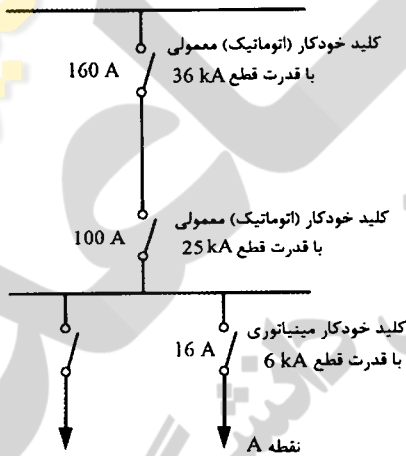 کلید خودکار (اتوماتیک) معمولی
160 A
با قدرت قطع 36 kA
کلید خودکار (اتوماتیک) معمولی
100 A
با قدرت قطع 25 kA
کلید خودکار مینیاتوری
16 A
با قدرت قطع 6 kA
نقطه A